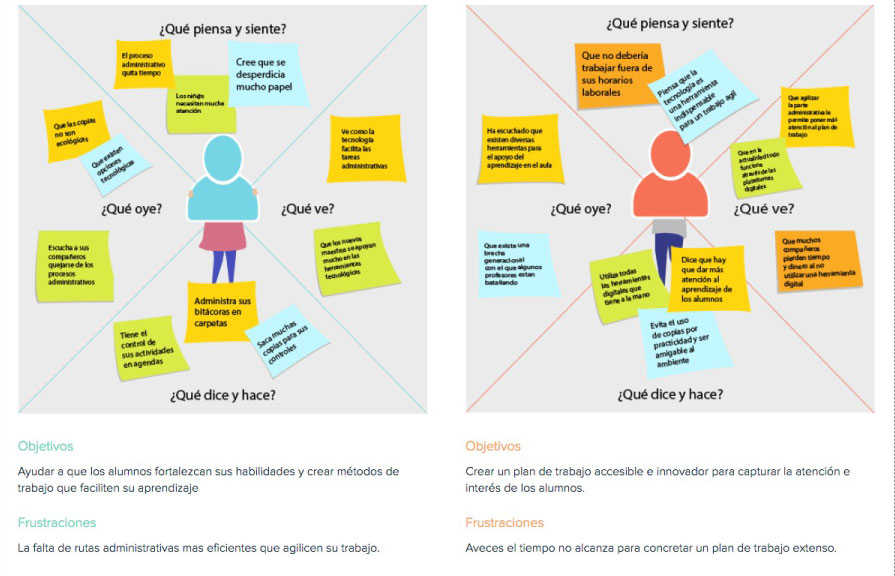 ¿Qué piensa y siente?
El proceso
administrativo
quita tiempo
Los niñ@s
necesitan mucha
atención
Cree que se
desperdicia
mucho papel
Que las copias
no son
ecológicas
Que existen
opciones
tecnológicas
Ve como la
tecnología
facilita las
tareas
administrativas
¿Qué oye?
¿Qué ve?
Escucha a sus
compañeros
quejarse de los
procesos
administrativos
Que los nuevos
maestros se apoyan
mucho en las
herramientas
tecnológicas
Administra sus
bitácoras en
carpetas
Tiene el
control de
sus actividades
en agendas
Saca muchas
copias para sus
controles
¿Qué dice y hace?
Objetivos
Ayudar a que los alumnos fortalezcan sus habilidades y crear métodos de
trabajo que faciliten su aprendizaje
Frustraciones
La falta de rutas administrativas mas eficientes que agilicen su trabajo.
¿Qué piensa y siente?
Que no debería
trabajar fuera de
sus horarios
laborales
Piensa que la
tecnología es
una herramienta
indispensable
para un trabajo agil
Que agilizar
la parte
administrativa le
permite poner más
atención al plan de
trabajo
Ha escuchado que
existen diversas
herramientas para
el apoyo del
aprendizaje en el aula
Que en la
actualidad todo
funciona
através de las
plataformas
digitales
¿Qué oye?
¿Qué ve?
Que existe una
brecha
generacional
con el que algunos
profesores estan
batallando
Que muchos
compañeros
pierden tiempo
y dinero al no
utilizar una herramienta
digital
Utiliza todas
las herramientas
digitales que
tiene a la mano
Dice que hay
que dar más
atención al
aprendizaje de
los alumnos
Evita el uso
de copias por
practicidad y ser
amigable al
ambiente
¿Qué dice y hace?
Objetivos
Crear un plan de trabajo accesible e innovador para capturar la atención e
interés de los alumnos.
Frustraciones
Aveces el tiempo no alcanza para concretar un plan de trabajo extenso.